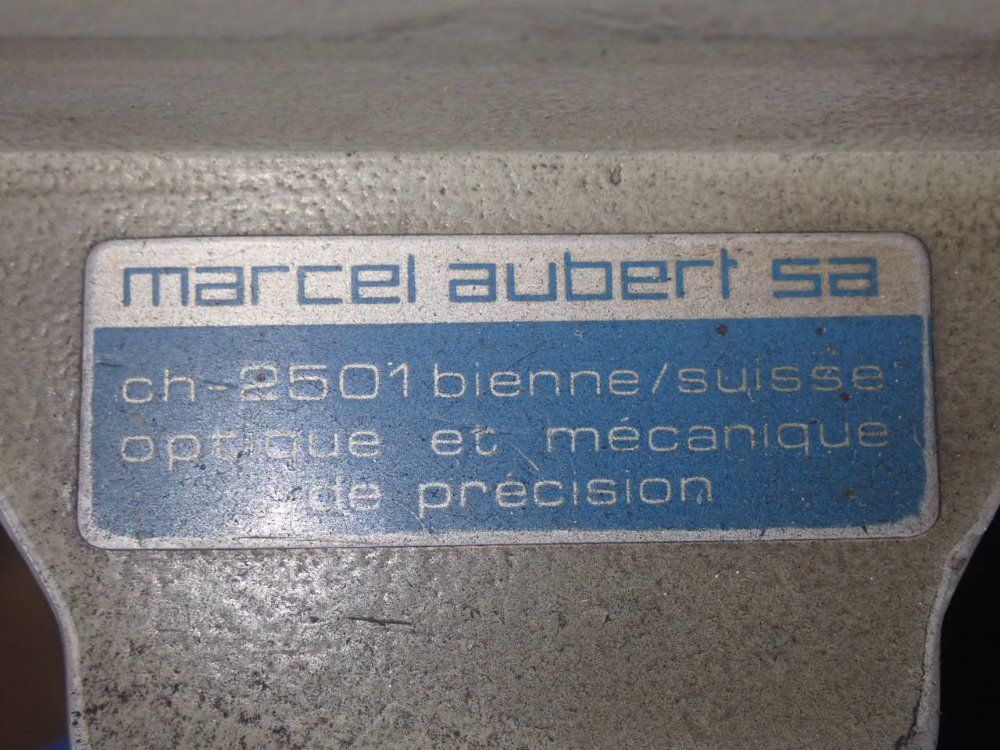 marcel aubert sa
ch-2501 bienne/suisse
optique et mécanique
de précision